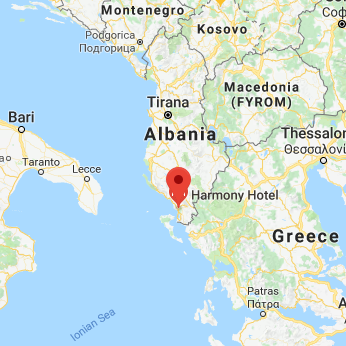 Montenegro
Kosovo
Podgorica
Подгорица
Соф
Macedonia
(FYROM)
Tirana
Albania
Bari
Thessalon
Θεσσαλονί
Taranto
Lecce
Harmony Hotel
Greece
Patras
Πάτρα
Ionian Sea